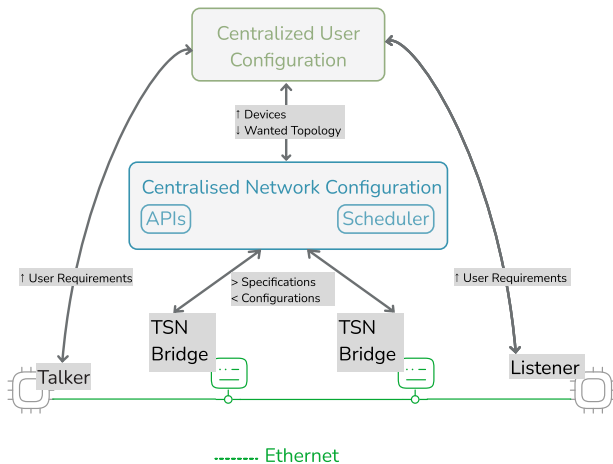 Centralized User
Configuration
↑ Devices
↓ Wanted Topology
Centralised Network Configuration
APIs
Scheduler
↑ User Requirements
> Specifications
< Configurations
↑ User Requirements
TSN
Bridge
TSN
Bridge
Talker
Listener
Ethernet